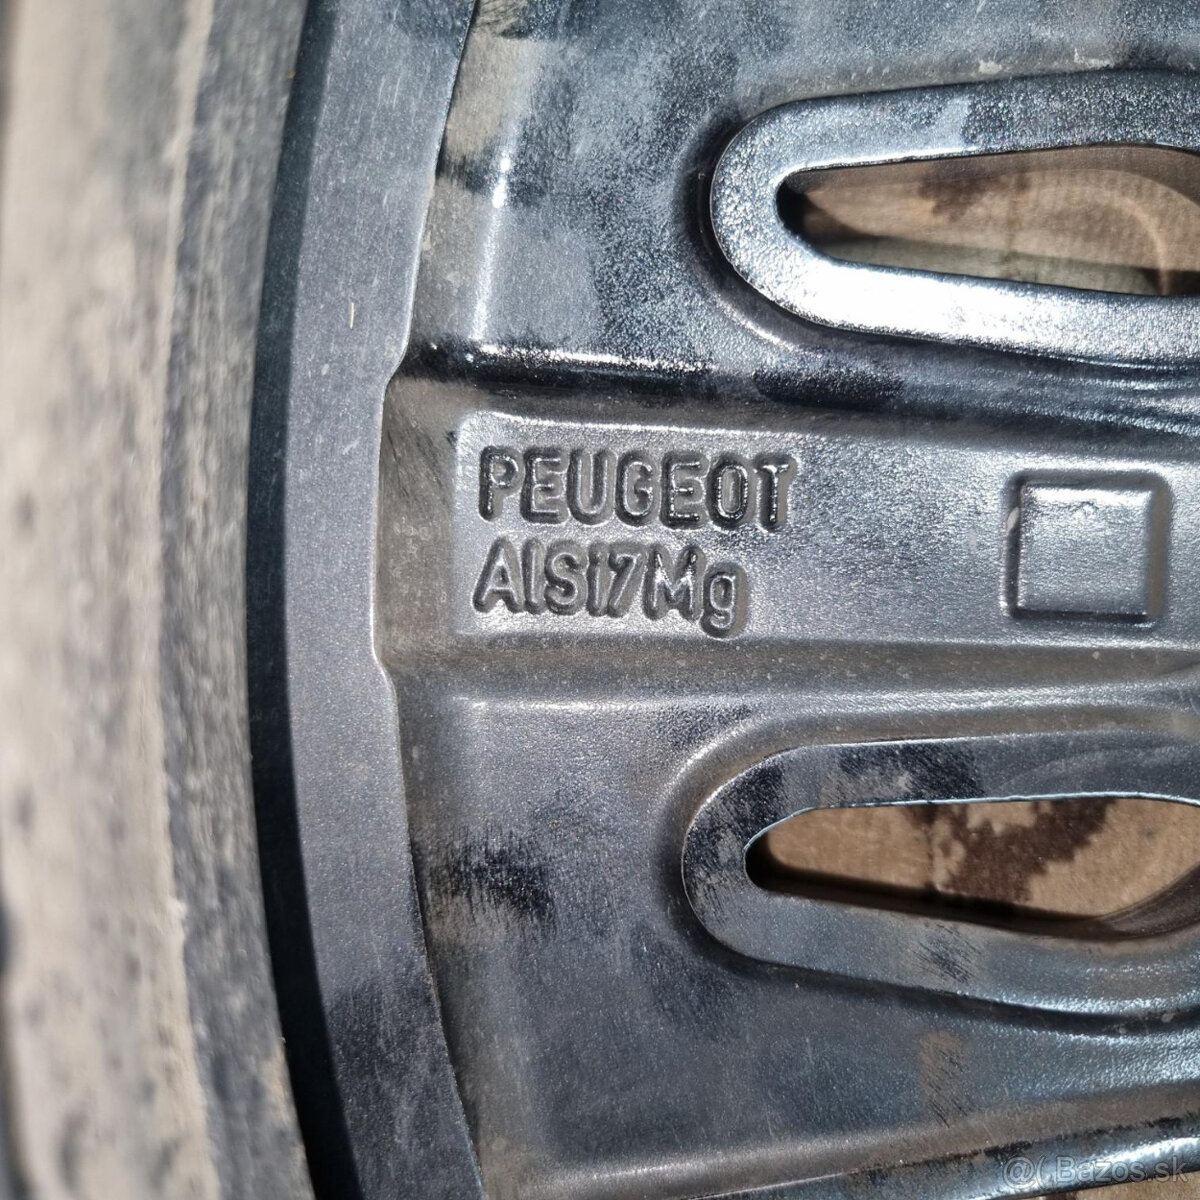 PEUGEOT
AlSi7Mg
@( Bazos.sk